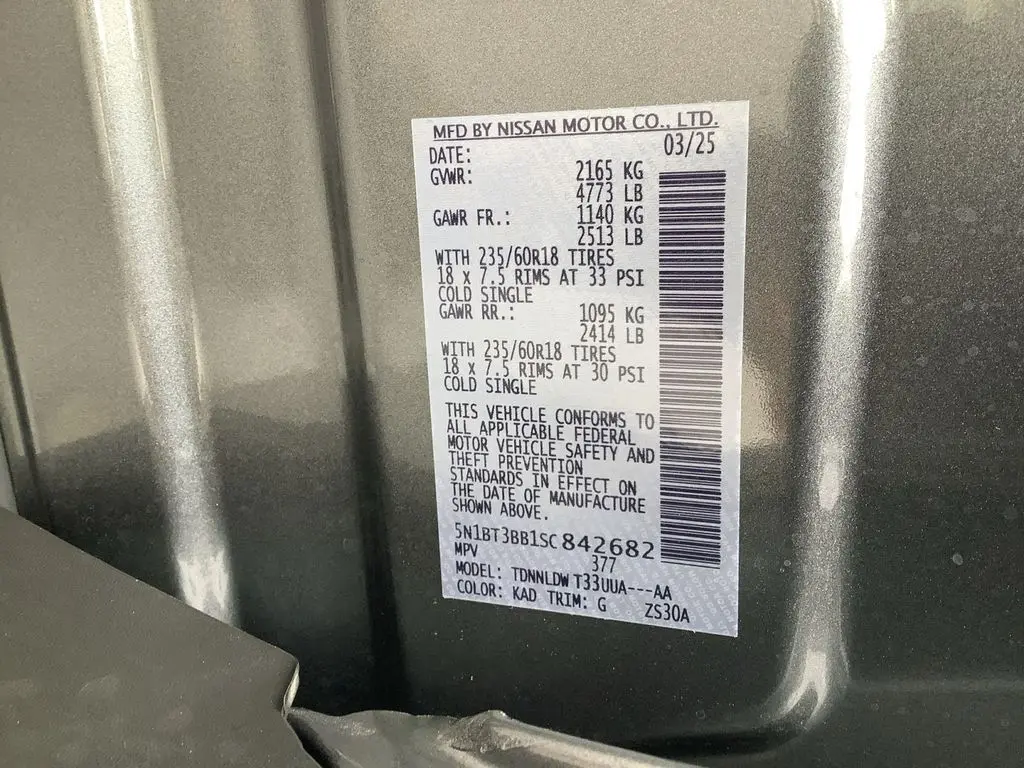 MFD BY NISSAN MOTOR CO., LTD.
DATE: 03/25
GVWR: 2165 KG
4773 LB
GAWR FR.: 1140 KG
2513 LB
WITH 235/60R18 TIRES
18 x 7.5 RIMS AT 33 PSI
COLD SINGLE
GAWR RR.: 1095 KG
2414 LB
WITH 235/60R18 TIRES
18 x 7.5 RIMS AT 30 PSI
COLD SINGLE
THIS VEHICLE CONFORMS TO
ALL APPLICABLE FEDERAL
MOTOR VEHICLE SAFETY AND
THEFT PREVENTION
STANDARDS IN EFFECT ON
THE DATE OF MANUFACTURE
SHOWN ABOVE.
5N1BT3BB1SC842682
MPV 377
MODEL: TDNNLDW T33UUA---AA
COLOR: KAD TRIM: G ZS30A